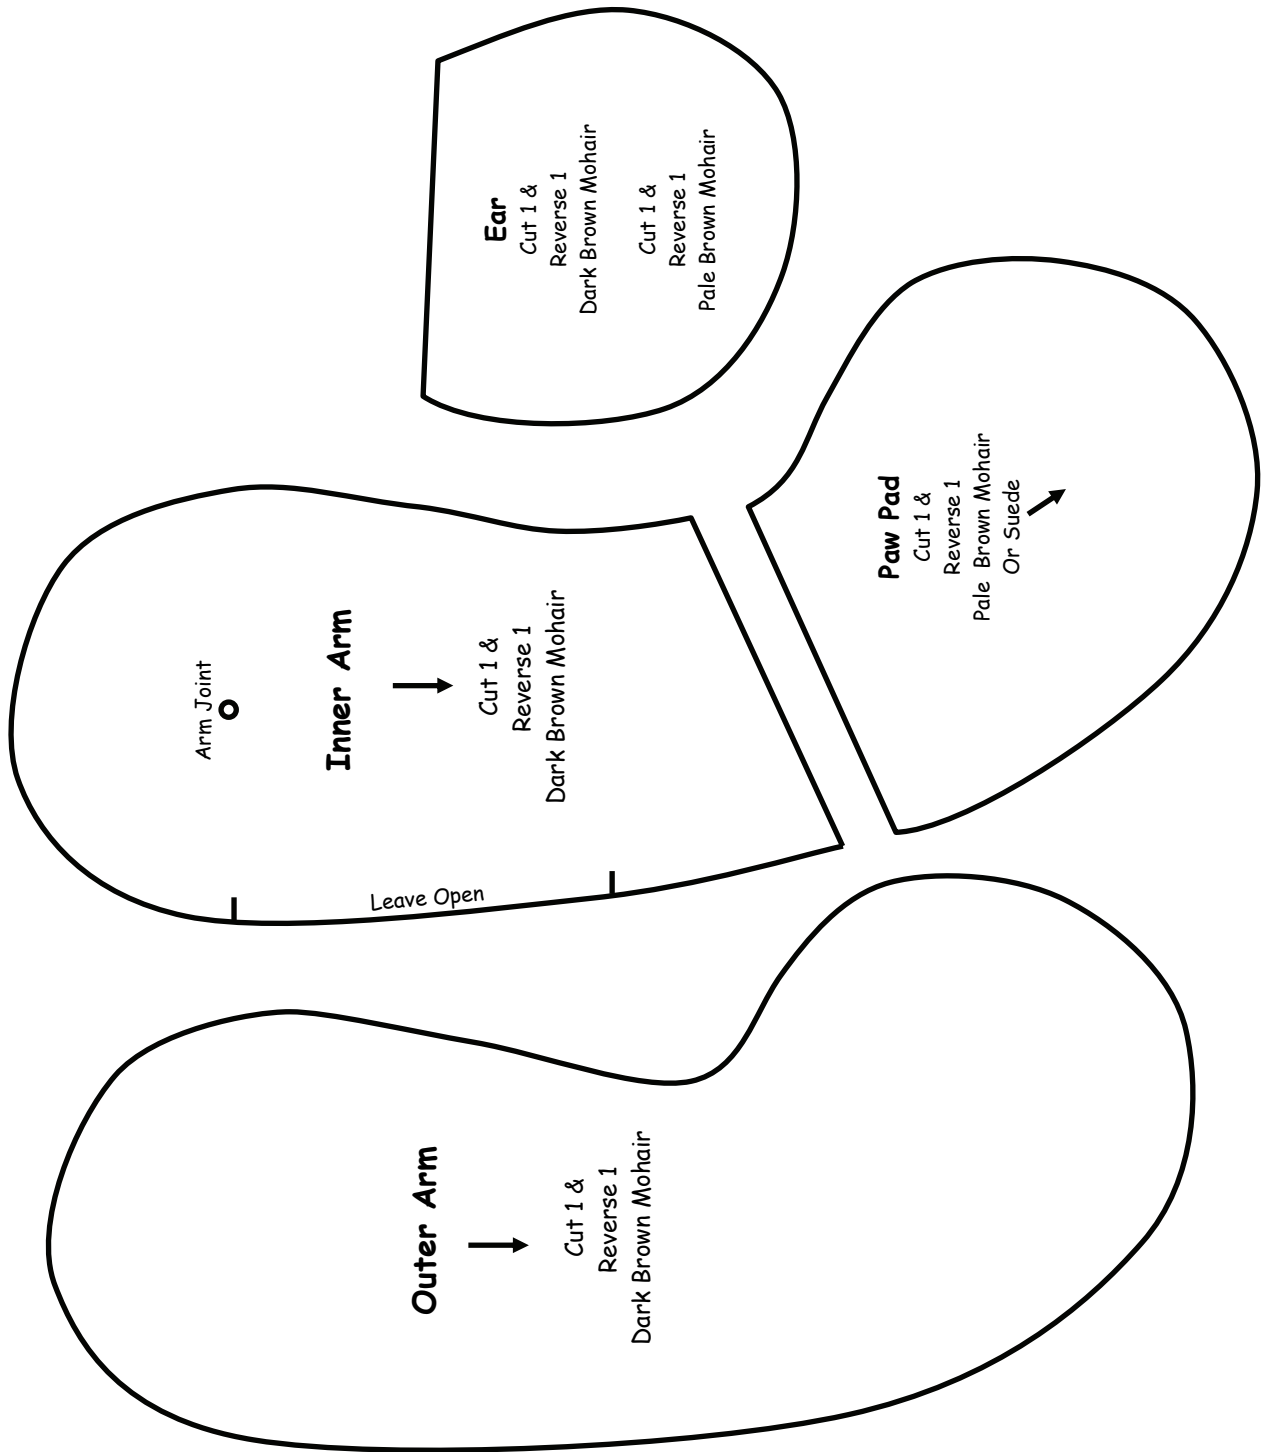 Ear
Cut 1 &
Reverse 1
Dark Brown Mohair
Cut 1 &
Reverse 1
Pale Brown Mohair
Arm Joint
Inner Arm
Cut 1 &
Reverse 1
Dark Brown Mohair
Leave Open
Paw Pad
Cut 1 &
Reverse 1
Pale Brown Mohair
Or Suede
Outer Arm
Cut 1 &
Reverse 1
Dark Brown Mohair